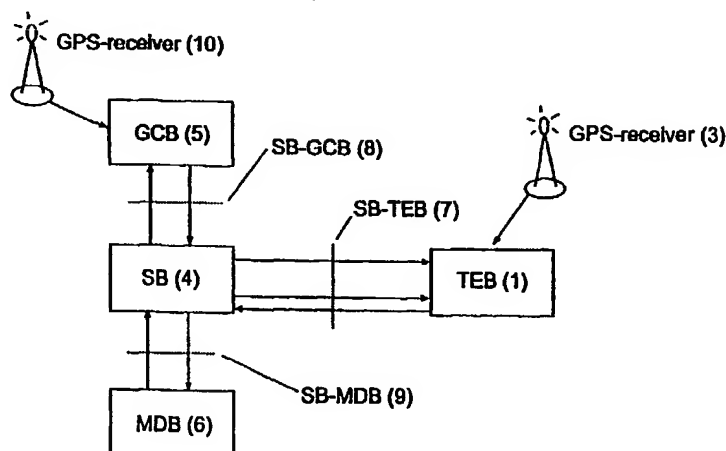 GPS-receiver (10)
GCB (5)
GPS-receiver (3)
SB-GCB (8)
SB-TEB (7)
SB (4)
TEB (1)
SB-MDB (9)
MDB (6)